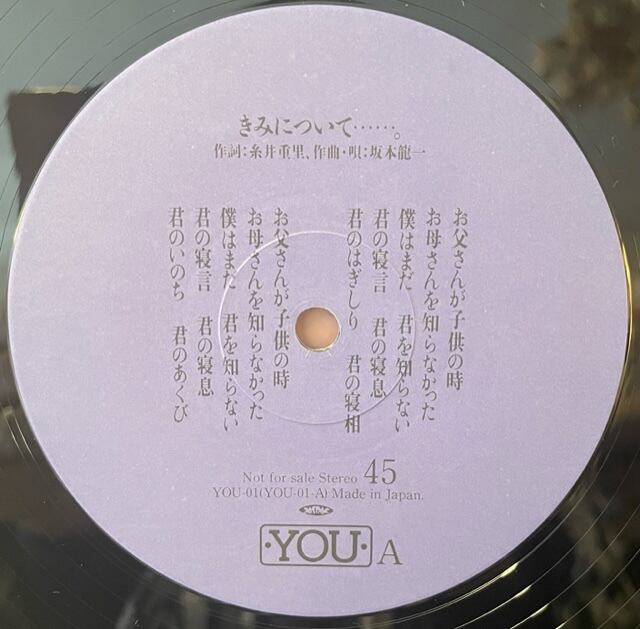 きみについて……。
作詞：糸井重里、作曲・唄：坂本龍一
お父さんが子供の時
お母さんを知らなかった
僕はまだ　君を知らない
君の寝言　君の寝息
君のはぎしり　君の寝相
お父さんが子供の時
お母さんを知らなかった
僕はまだ　君を知らない
君の寝言　君の寝息
君のいのち　君のあくび
Not for sale Stereo 45
YOU-01(YOU-01-A) Made in Japan.
·YOU· A